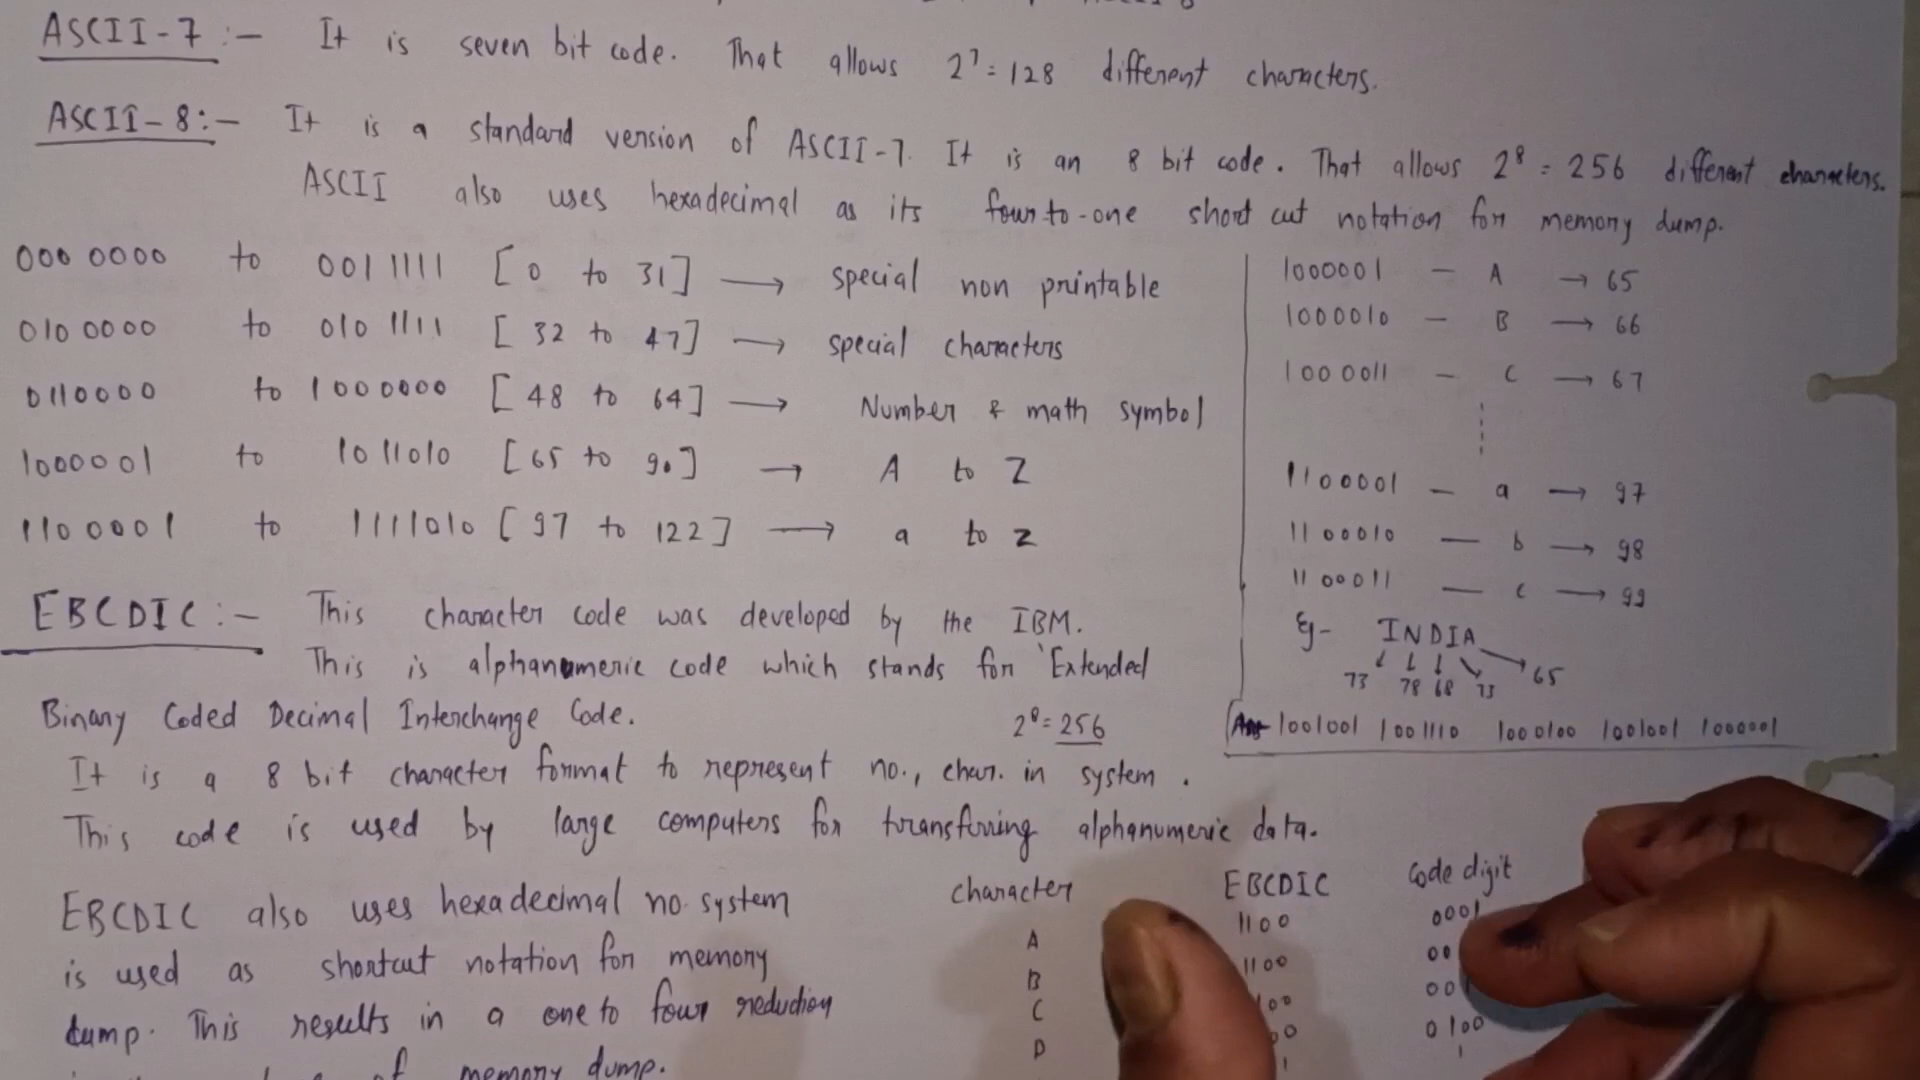 ASCII-7 :- It is seven bit code. That allows 2⁷ = 128 different characters.
ASCII-8 :- It is a standard version of ASCII-7. It is an 8 bit code. That allows 2⁸ = 256 different characters.
ASCII also uses hexadecimal as its four-to-one short cut notation for memory dump.
000 0000 to 001 1111 [0 to 31] → special non printable
010 0000 to 010 1111 [32 to 47] → special characters
0110000 to 1000000 [48 to 64] → Number & math symbol
1000001 to 1011010 [65 to 90] → A to Z
1100001 to 1111010 [97 to 122] → a to z
1000001 - A → 65
1000010 - B → 66
1000011 - C → 67
1100001 - a → 97
1100010 - b → 98
1100011 - c → 99
Eg- INDIA
73 78 68 73 65
Ans 1001001 1001110 1000100 1001001 1000001
EBCDIC :- This character code was developed by the IBM.
This is alphanumeric code which stands for 'Extended
Binary Coded Decimal Interchange Code.
2⁸ = 256
It is a 8 bit character format to represent no., char. in system.
This code is used by large computers for transfering alphanumeric data.
EBCDIC also uses hexadecimal no. system
is used as shortcut notation for memory
dump. This results in a one to four reduction
of memory dump.
character EBCDIC Code digit
A 1100 0001
B 1100 00
C 00 00
D 0 0100